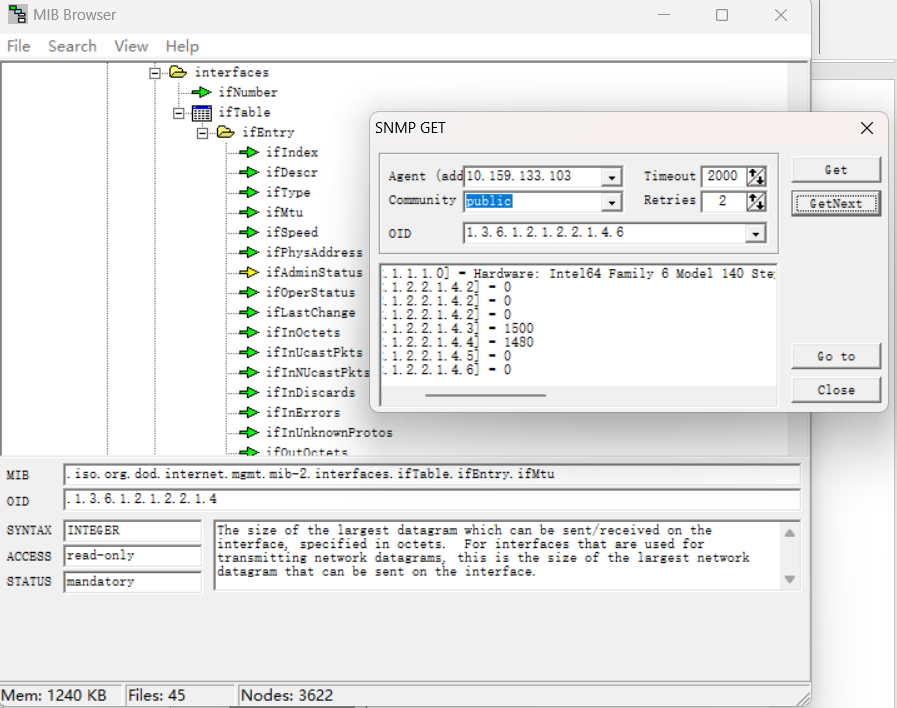 MIB Browser
File Search View Help
interfaces
ifNumber
ifTable
ifEntry
ifIndex
ifDescr
ifType
ifMtu
ifSpeed
ifPhysAddress
ifAdminStatus
ifOperStatus
ifLastChange
ifInOctets
ifInUcastPkts
ifInNUcastPkts
ifInDiscards
ifInErrors
ifInUnknownProtos
ifOutOctets
SNMP GET
Agent (add 10.159.133.103 Timeout 2000 Get
Community public Retries 2 GetNext
OID 1.3.6.1.2.1.2.2.1.4.6
.1.1.1.0] = Hardware: Intel64 Family 6 Model 140 Ste
.1.2.2.1.4.2] = 0
.1.2.2.1.4.2] = 0
.1.2.2.1.4.2] = 0
.1.2.2.1.4.3] = 1500
.1.2.2.1.4.4] = 1480
.1.2.2.1.4.5] = 0
.1.2.2.1.4.6] = 0
Go to
Close
MIB .iso.org.dod.internet.mgmt.mib-2.interfaces.ifTable.ifEntry.ifMtu
OID .1.3.6.1.2.1.2.2.1.4
SYNTAX INTEGER
ACCESS read-only
STATUS mandatory
The size of the largest datagram which can be sent/received on the
interface, specified in octets. For interfaces that are used for
transmitting network datagrams, this is the size of the largest network
datagram that can be sent on the interface.
Mem: 1240 KB Files: 45 Nodes: 3622